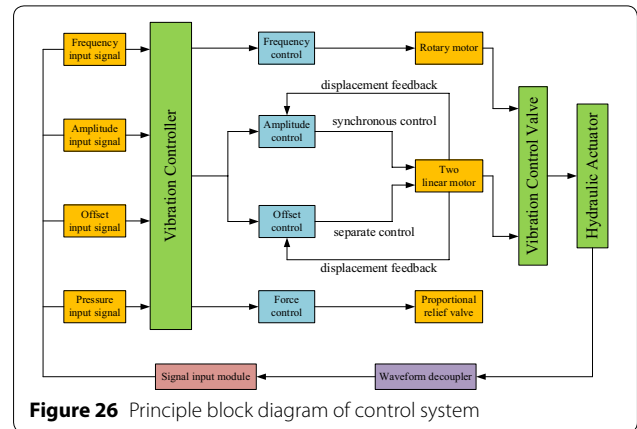 Frequency
input signal
Amplitude
input signal
Offset
input signal
Pressure
input signal
Vibration Controller
Frequency
control
Rotary motor
displacement feedback
Amplitude
control
synchronous control
Two
linear motor
Offset
control
separate control
displacement feedback
Force
control
Proportional
relief valve
Vibration Control Valve
Hydraulic Actuator
Signal input module
Waveform decoupler
Figure 26 Principle block diagram of control system